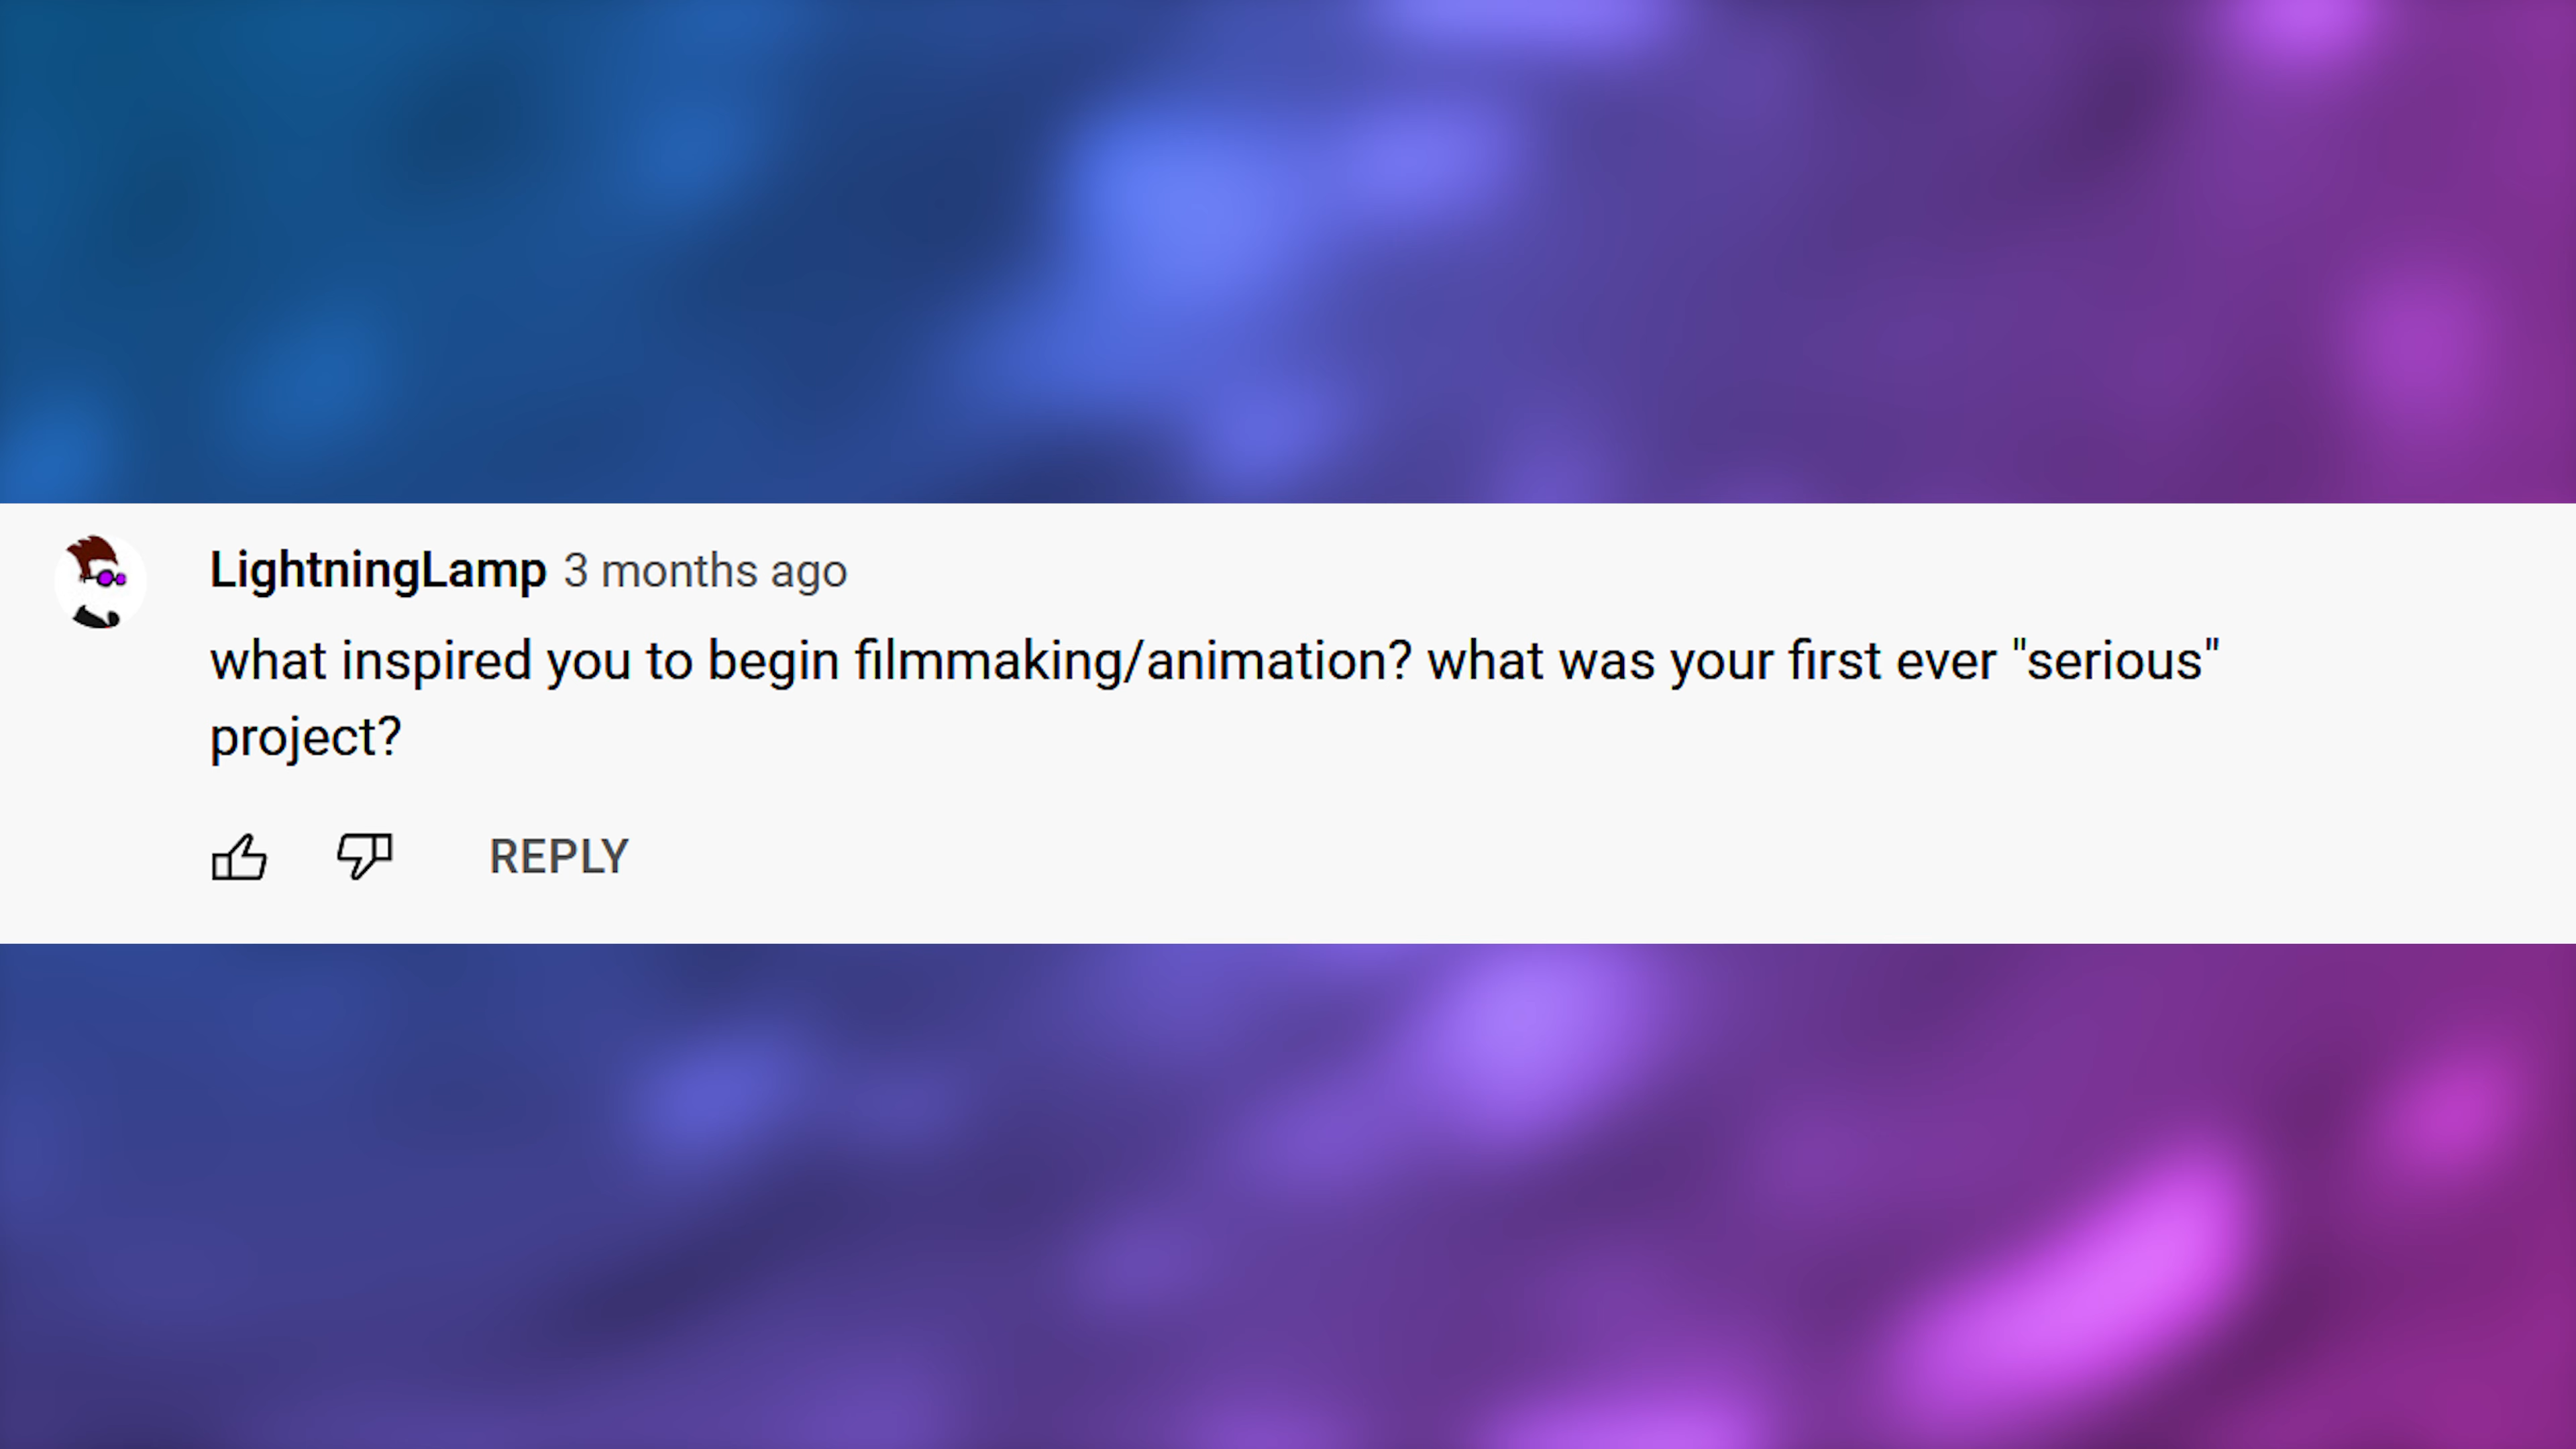 LightningLamp 3 months ago
what inspired you to begin filmmaking/animation? what was your first ever "serious"
project?
REPLY